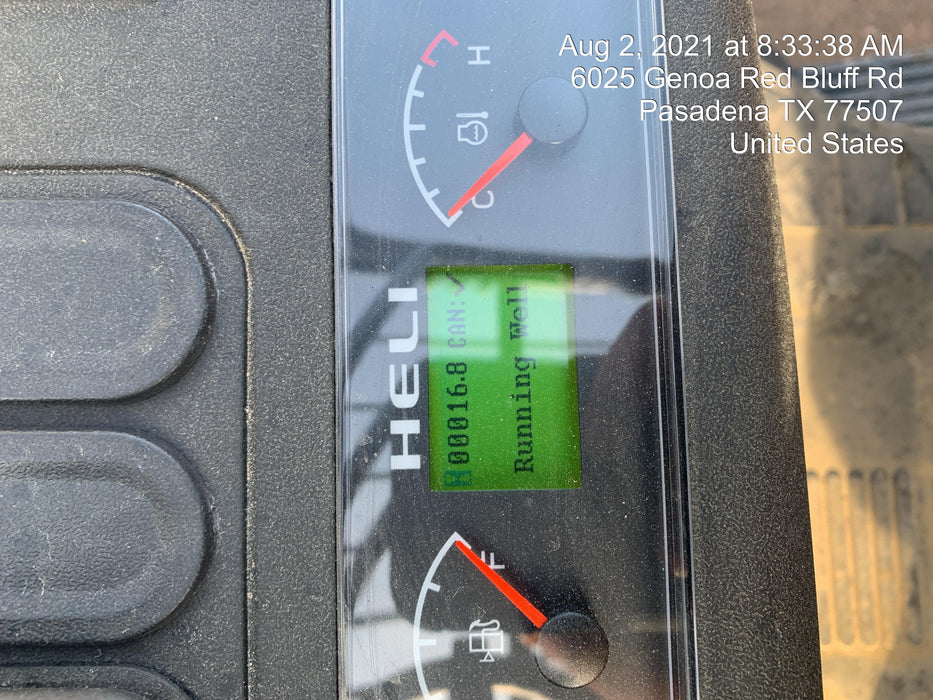 Aug 2, 2021 at 8:33:38 AM
6025 Genoa Red Bluff Rd
Pasadena TX 77507
United States
H
C
HELI
H 00016.8 CAN:✓
Running Well
F